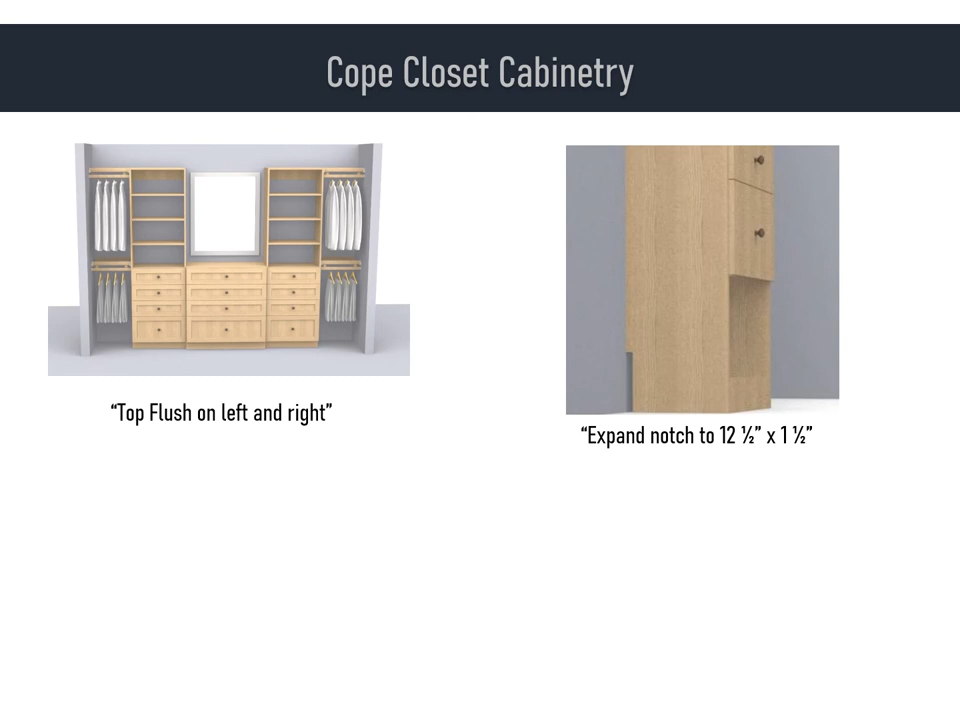 Cope Closet Cabinetry
“Top Flush on left and right”
“Expand notch to 12 ½” x 1 ½”